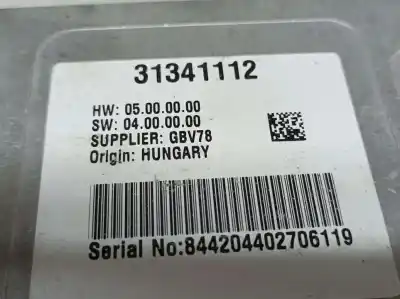 31341112
HW: 05.00.00.00
SW: 04.00.00.00
SUPPLIER: GBV78
Origin: HUNGARY
Serial No:844204402706119